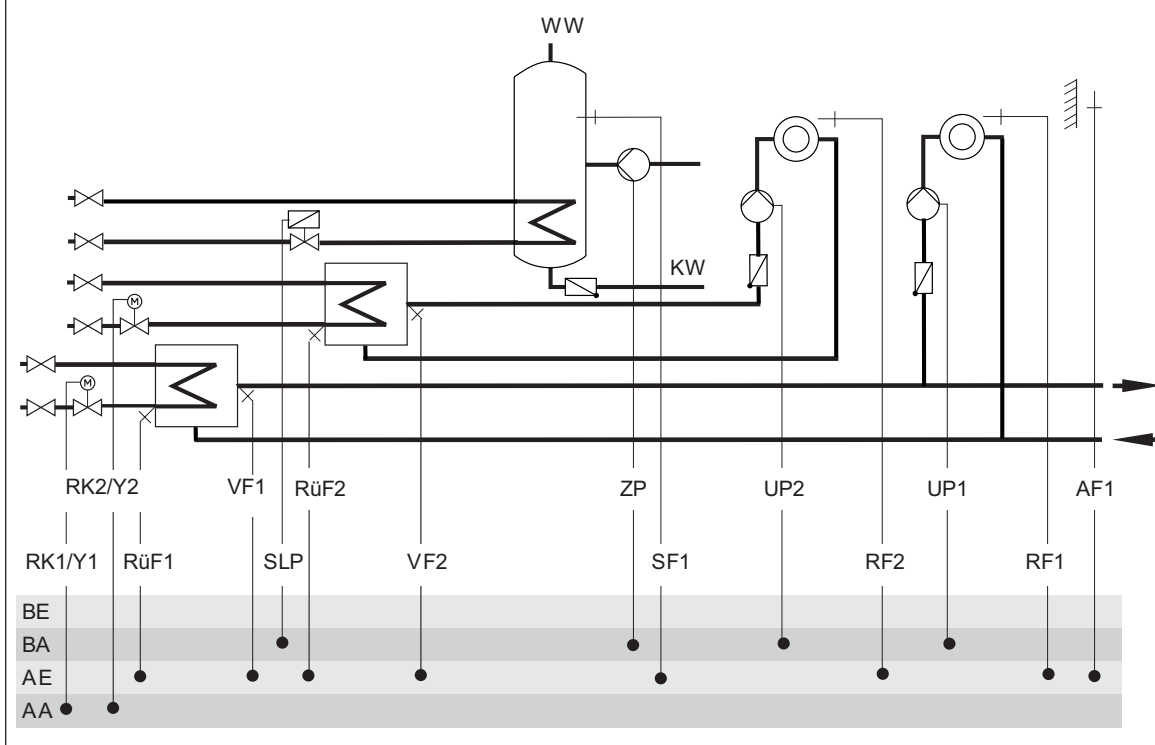 WW
KW
M
M
RK2/Y2 VF1 RüF2 ZP UP2 UP1 AF1
RK1/Y1 RüF1 SLP VF2 SF1 RF2 RF1
BE
BA
AE
AA